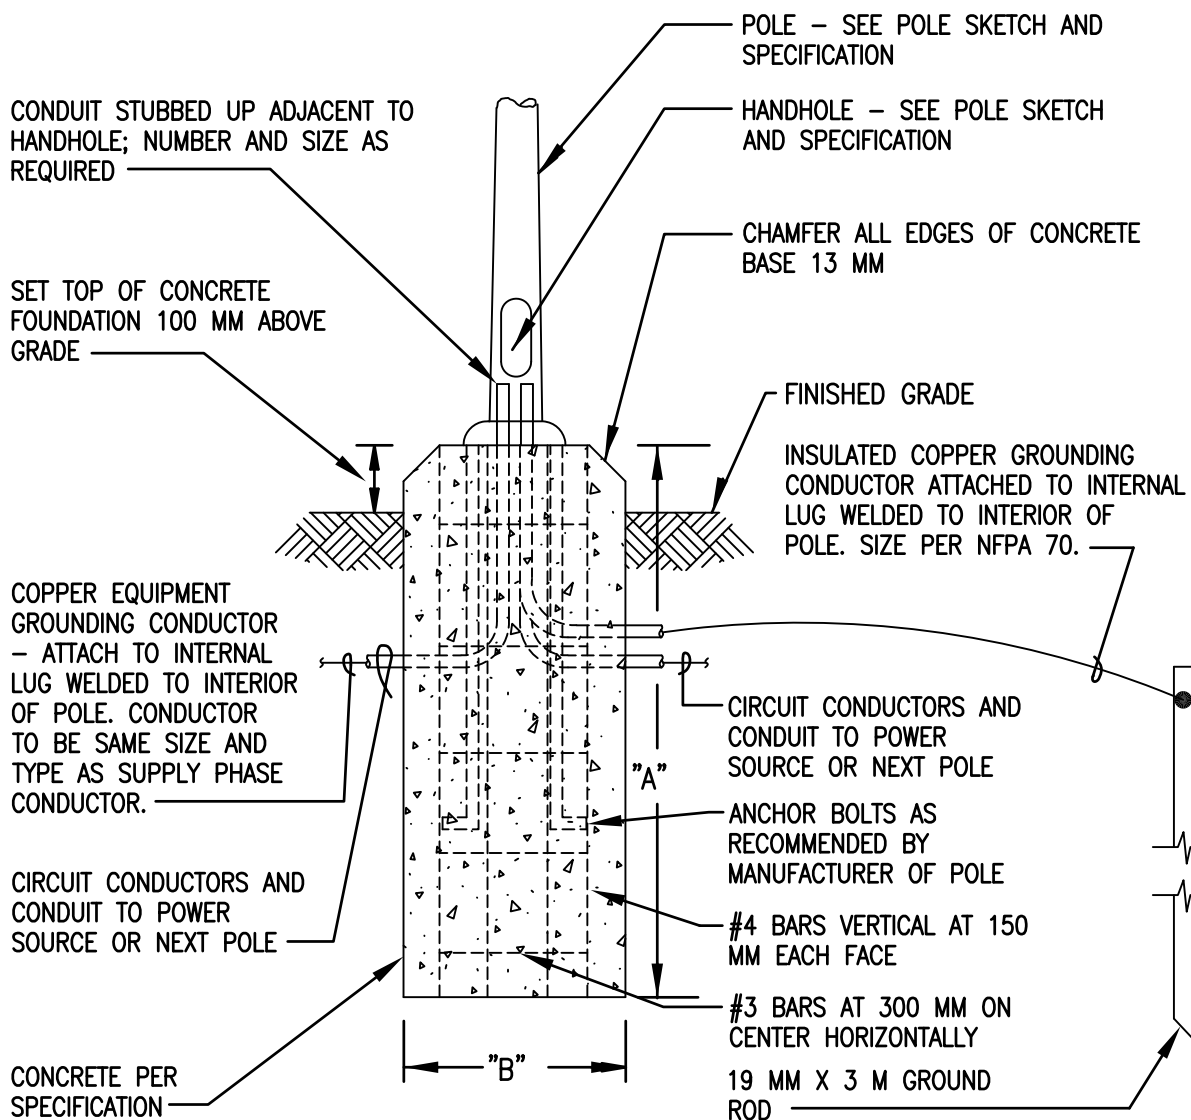 POLE – SEE POLE SKETCH AND
SPECIFICATION
CONDUIT STUBBED UP ADJACENT TO
HANDHOLE; NUMBER AND SIZE AS
REQUIRED
HANDHOLE – SEE POLE SKETCH
AND SPECIFICATION
CHAMFER ALL EDGES OF CONCRETE
BASE 13 MM
SET TOP OF CONCRETE
FOUNDATION 100 MM ABOVE
GRADE
FINISHED GRADE
INSULATED COPPER GROUNDING
CONDUCTOR ATTACHED TO INTERNAL
LUG WELDED TO INTERIOR OF
POLE. SIZE PER NFPA 70.
COPPER EQUIPMENT
GROUNDING CONDUCTOR
– ATTACH TO INTERNAL
LUG WELDED TO INTERIOR
OF POLE. CONDUCTOR
TO BE SAME SIZE AND
TYPE AS SUPPLY PHASE
CONDUCTOR.
CIRCUIT CONDUCTORS AND
CONDUIT TO POWER
SOURCE OR NEXT POLE
"A"
ANCHOR BOLTS AS
RECOMMENDED BY
MANUFACTURER OF POLE
CIRCUIT CONDUCTORS AND
CONDUIT TO POWER
SOURCE OR NEXT POLE
#4 BARS VERTICAL AT 150
MM EACH FACE
#3 BARS AT 300 MM ON
CENTER HORIZONTALLY
"B"
CONCRETE PER
SPECIFICATION
19 MM X 3 M GROUND
ROD